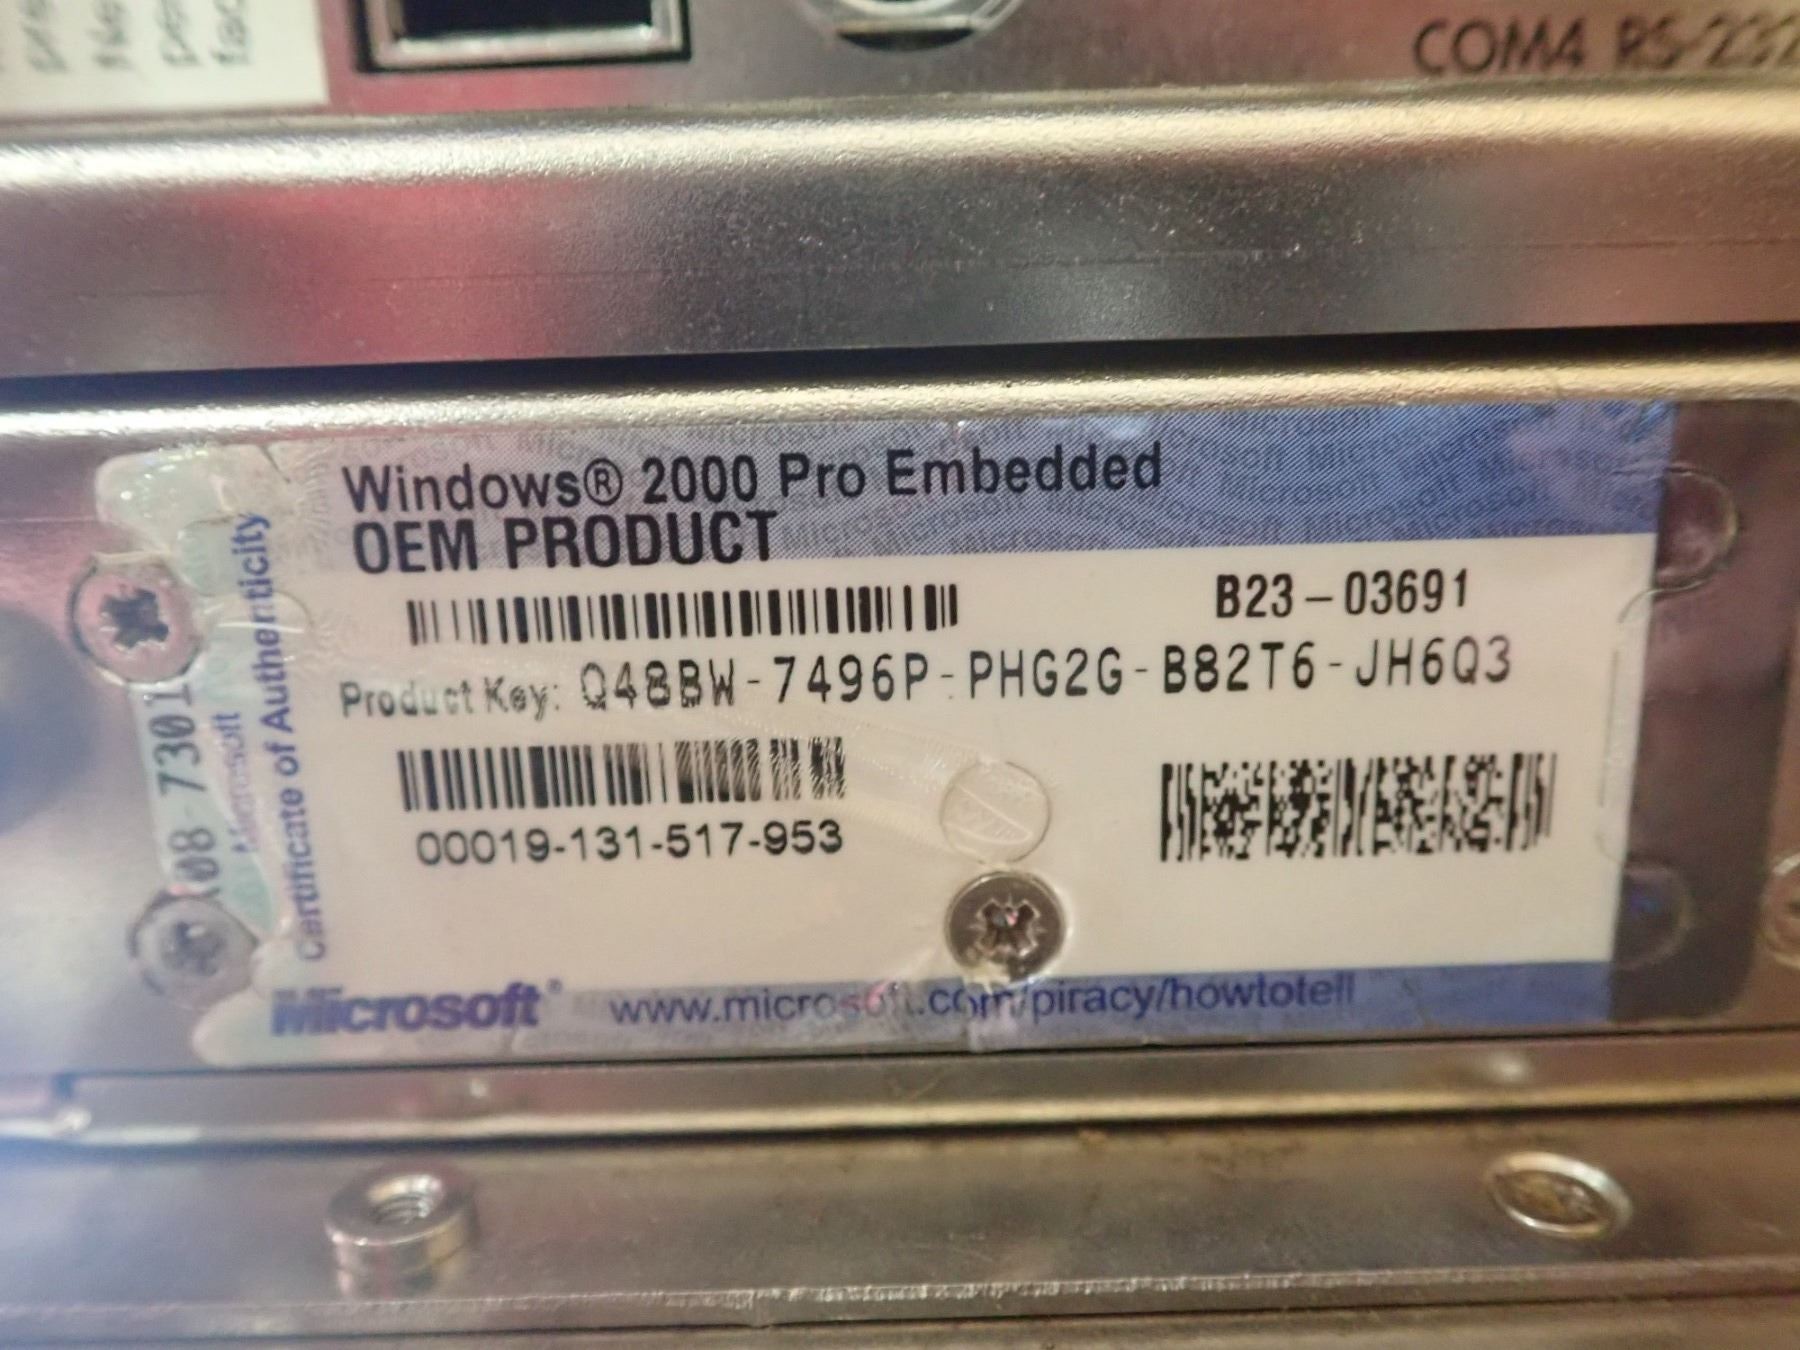 COM4 RS-232
Windows® 2000 Pro Embedded
OEM PRODUCT
B23-03691
Product Key: Q48BW-7496P-PHG2G-B82T6-JH6Q3
00019-131-517-953
Microsoft® www.microsoft.com/piracy/howtotell
Certificate of Authenticity
Microsoft